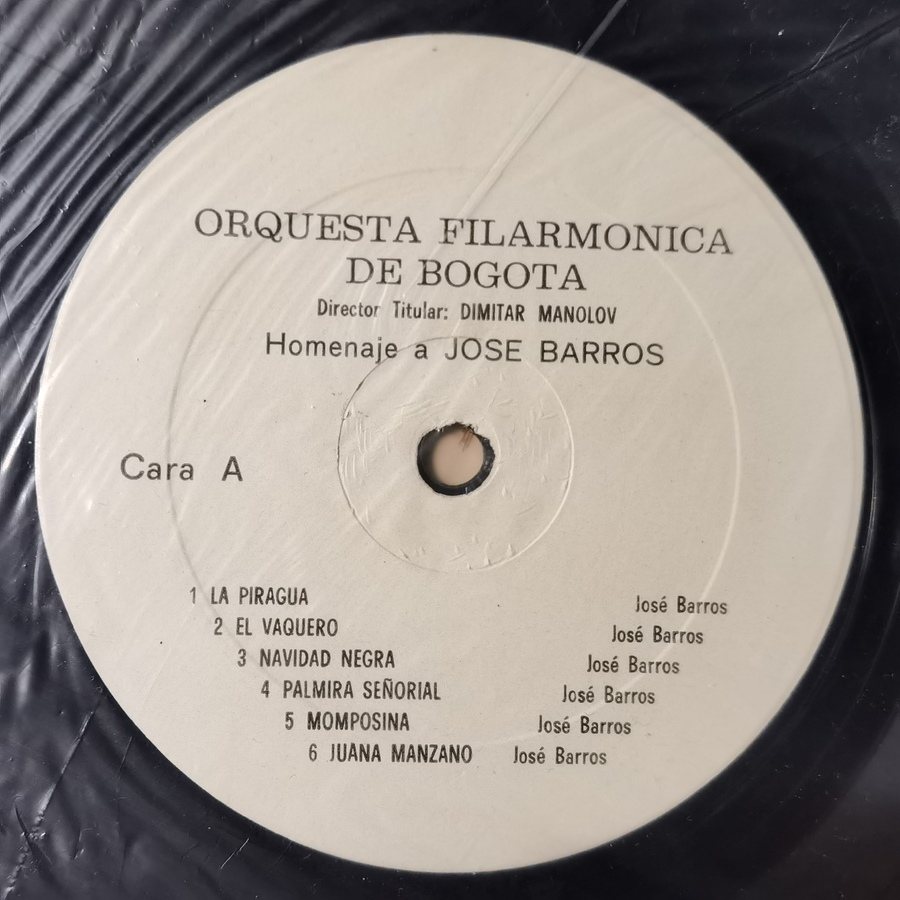 ORQUESTA FILARMONICA
DE BOGOTA
Director Titular: DIMITAR MANOLOV
Homenaje a JOSE BARROS
Cara A
1 LA PIRAGUA José Barros
2 EL VAQUERO José Barros
3 NAVIDAD NEGRA José Barros
4 PALMIRA SEÑORIAL José Barros
5 MOMPOSINA José Barros
6 JUANA MANZANO José Barros